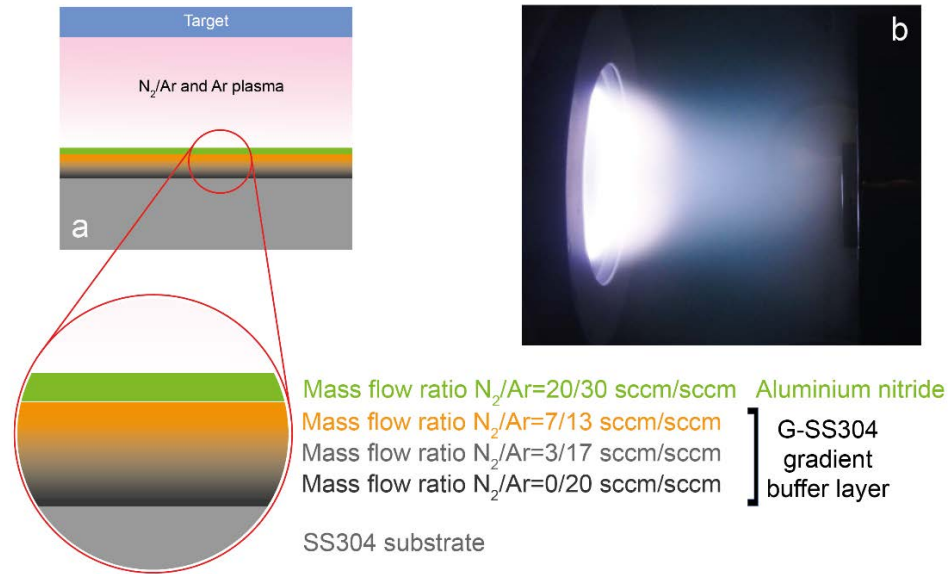 Target
N₂/Ar and Ar plasma
a
b
Mass flow ratio N₂/Ar=20/30 sccm/sccm Aluminium nitride
Mass flow ratio N₂/Ar=7/13 sccm/sccm
Mass flow ratio N₂/Ar=3/17 sccm/sccm
Mass flow ratio N₂/Ar=0/20 sccm/sccm
G-SS304
gradient
buffer layer
SS304 substrate